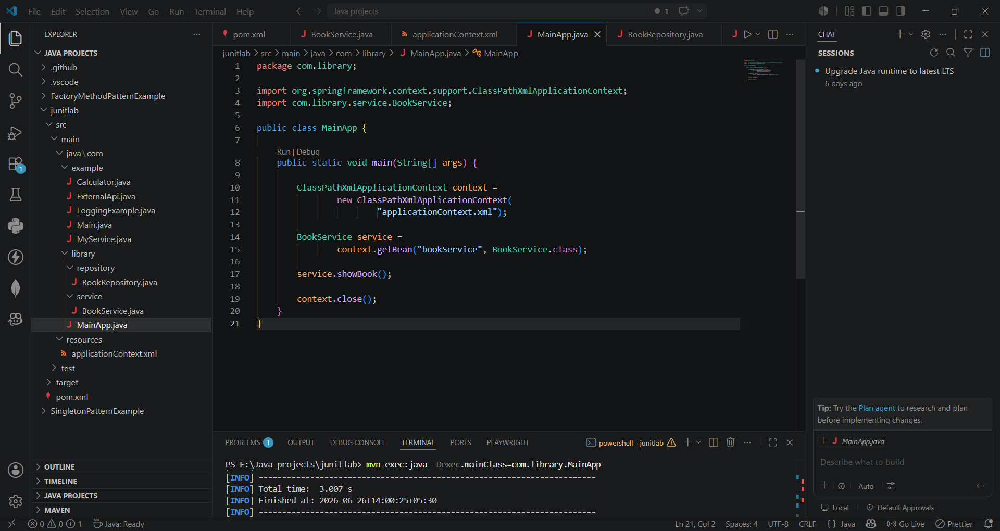 File Edit Selection View Go Run Terminal Help
Java projects
1
EXPLORER
JAVA PROJECTS
.github
.vscode
FactoryMethodPatternExample
junitlab
src
main
java\com
example
Calculator.java
ExternalApi.java
LoggingExample.java
Main.java
MyService.java
library
repository
BookRepository.java
service
BookService.java
MainApp.java
resources
applicationContext.xml
test
target
pom.xml
SingletonPatternExample
OUTLINE
TIMELINE
JAVA PROJECTS
MAVEN
1
pom.xml BookService.java applicationContext.xml MainApp.java BookRepository.java
junitlab > src > main > java > com > library > MainApp.java > MainApp
1 package com.library;
2
3 import org.springframework.context.support.ClassPathXmlApplicationContext;
4 import com.library.service.BookService;
5
6 public class MainApp {
7
Run | Debug
8 public static void main(String[] args) {
9
10 ClassPathXmlApplicationContext context =
11 new ClassPathXmlApplicationContext(
12 "applicationContext.xml");
13
14 BookService service =
15 context.getBean("bookService", BookService.class);
16
17 service.showBook();
18
19 context.close();
20 }
21 }
PROBLEMS 1 OUTPUT DEBUG CONSOLE TERMINAL PORTS PLAYWRIGHT
powershell - junitlab
PS E:\Java projects\junitlab> mvn exec:java -Dexec.mainClass=com.library.MainApp
[INFO] ------------------------------------------------------------------------
[INFO] Total time:  3.007 s
[INFO] Finished at: 2026-06-26T14:00:25+05:30
[INFO] ------------------------------------------------------------------------
CHAT
SESSIONS
Upgrade Java runtime to latest LTS
6 days ago
Tip: Try the Plan agent to research and plan
before implementing changes.
MainApp.java
Describe what to build
Auto
Local Default Approvals
0 0 1 Java: Ready
Ln 21, Col 2 Spaces: 4 UTF-8 CRLF {} Java Go Live Prettier